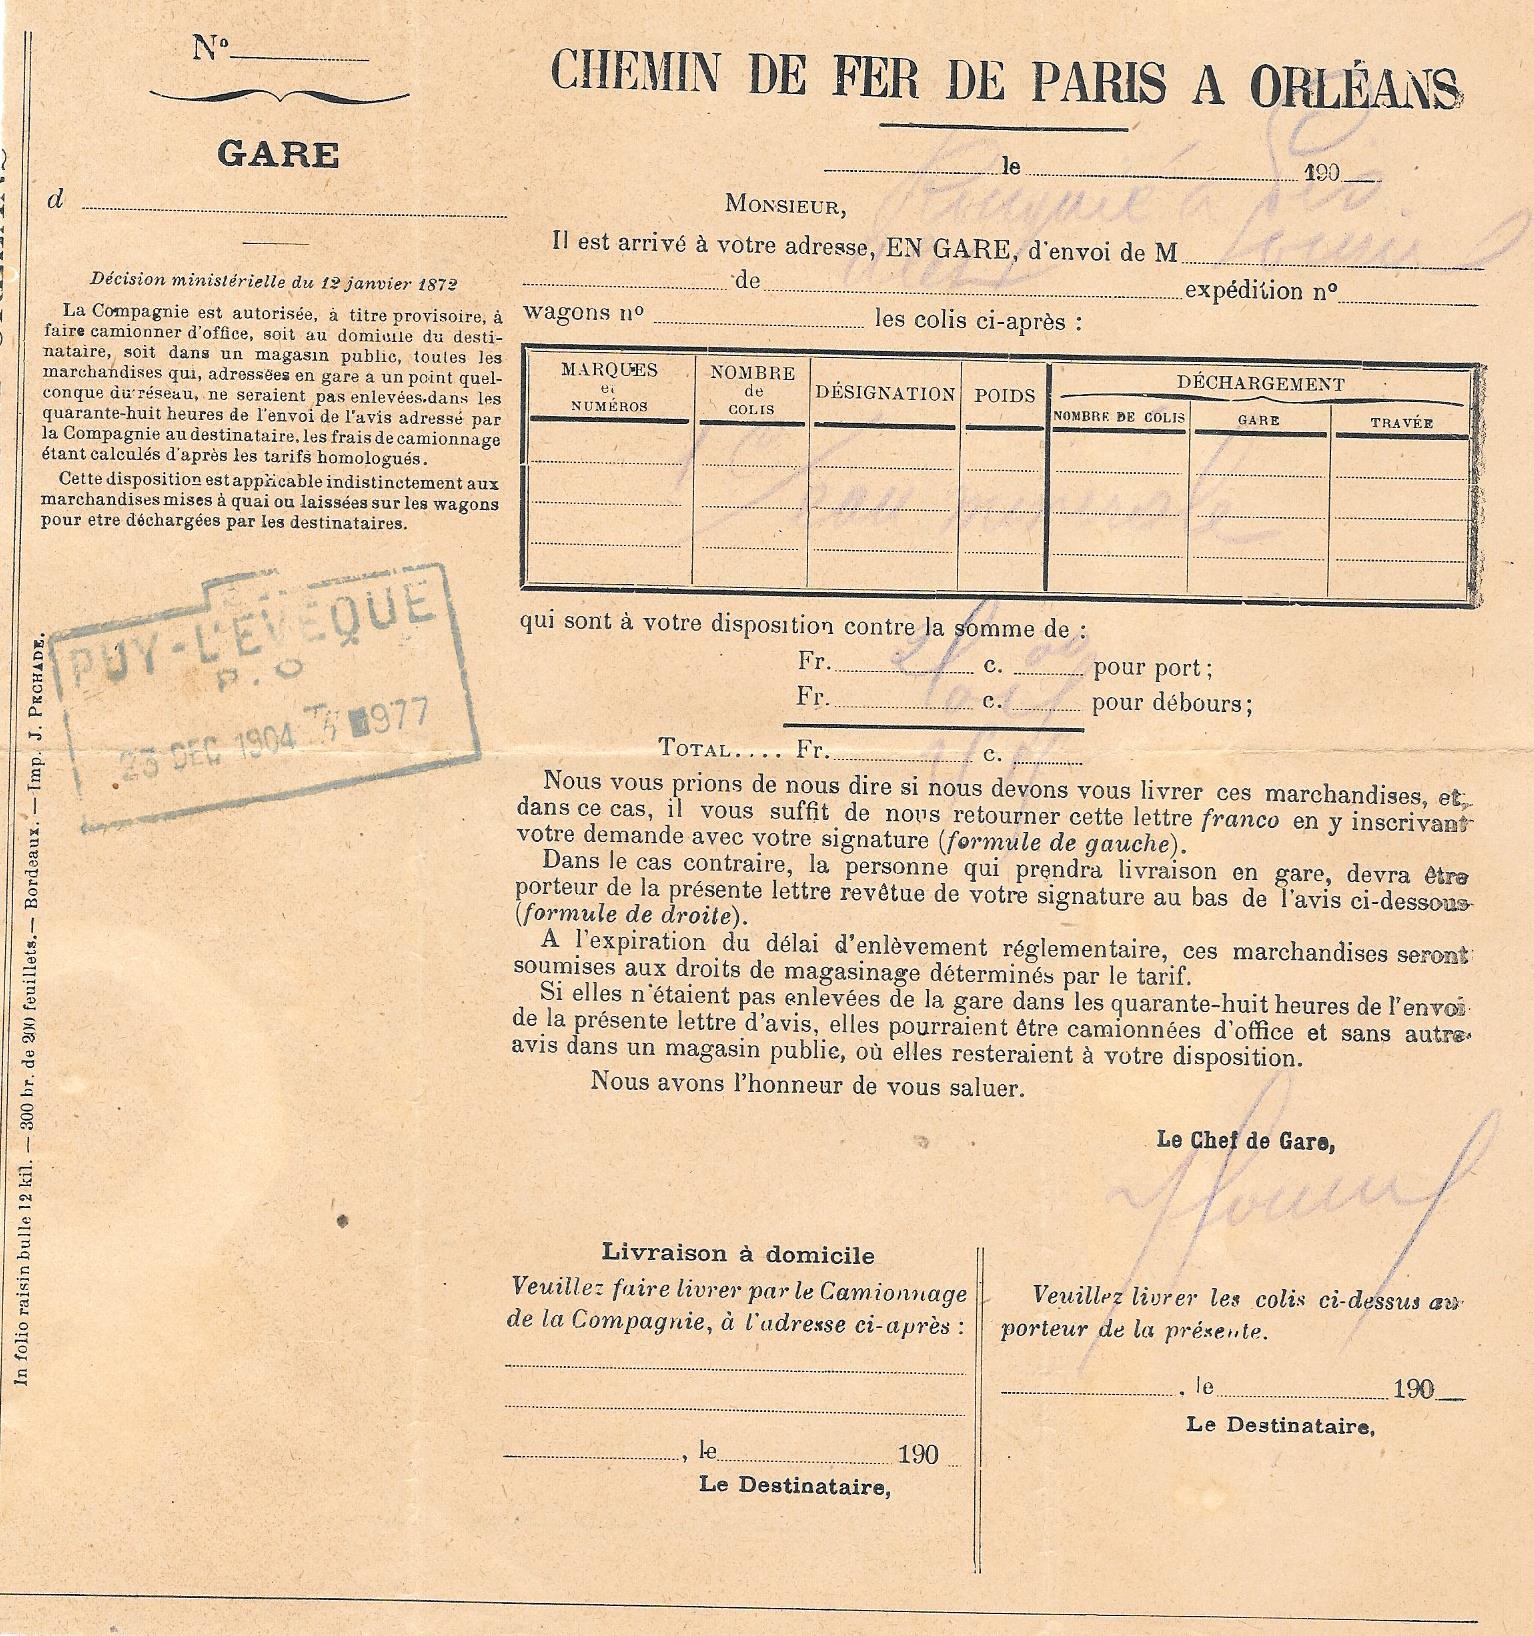 Nº
GARE
d
Décision ministérielle du 12 janvier 1872
La Compagnie est autorisée, à titre provisoire, à
faire camionner d'office, soit au domicile du desti-
nataire, soit dans un magasin public, toutes les
marchandises qui, adressées en gare a un point quel-
conque du réseau, ne seraient pas enlevées dans les
quarante-huit heures de l'envoi de l'avis adressé par
la Compagnie au destinataire, les frais de camionnage
étant calculés d'après les tarifs homologués.
Cette disposition est applicable indistinctement aux
marchandises mises à quai ou laissées sur les wagons
pour etre déchargées par les destinataires.
PUY-L'EVEQUE
P. O
23 DEC 1904 1977
In folio raisin bulle 12 kil. — 300 br. de 200 feuillets. — Bordeaux. — Imp. J. PECHADE.
CHEMIN DE FER DE PARIS A ORLÉANS
le 190
MONSIEUR,
Il est arrivé à votre adresse, EN GARE, d'envoi de M
de expédition nº
wagons nº les colis ci-après :
MARQUES et NUMÉROS
NOMBRE de COLIS
DÉSIGNATION
POIDS
DÉCHARGEMENT
NOMBRE DE COLIS
GARE
TRAVÉE
eau minérale
qui sont à votre disposition contre la somme de :
Fr. c. pour port;
Fr. c. pour débours;
TOTAL.... Fr. c.
Nous vous prions de nous dire si nous devons vous livrer ces marchandises, et,
dans ce cas, il vous suffit de nous retourner cette lettre franco en y inscrivant
votre demande avec votre signature (formule de gauche).
Dans le cas contraire, la personne qui prendra livraison en gare, devra être
porteur de la présente lettre revêtue de votre signature au bas de l'avis ci-dessous
(formule de droite).
A l'expiration du délai d'enlèvement réglementaire, ces marchandises seront
soumises aux droits de magasinage déterminés par le tarif.
Si elles n'étaient pas enlevées de la gare dans les quarante-huit heures de l'envoi
de la présente lettre d'avis, elles pourraient être camionnées d'office et sans autre
avis dans un magasin public, où elles resteraient à votre disposition.
Nous avons l'honneur de vous saluer.
Le Chef de Gare,
Livraison à domicile
Veuillez faire livrer par le Camionnage
de la Compagnie, à l'adresse ci-après :
, le 190
Le Destinataire,
Veuillez livrer les colis ci-dessus au
porteur de la présente.
, le 190
Le Destinataire,